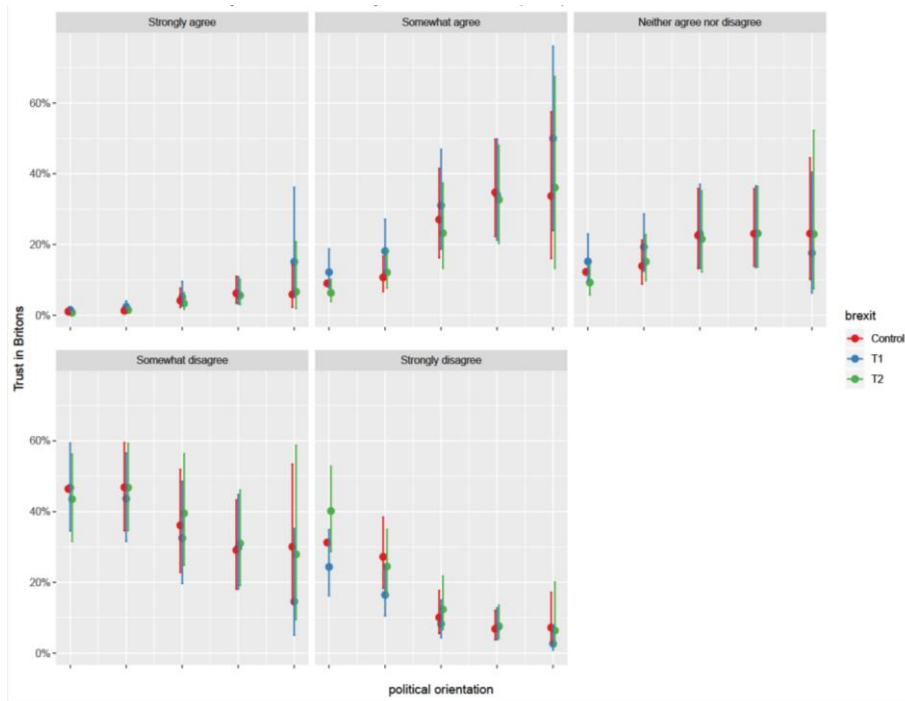 Strongly agree
Somewhat agree
Neither agree nor disagree
60%
40%
20%
0%
Trust in Britons
brexit
Control
T1
T2
Somewhat disagree
Strongly disagree
60%
40%
20%
0%
political orientation